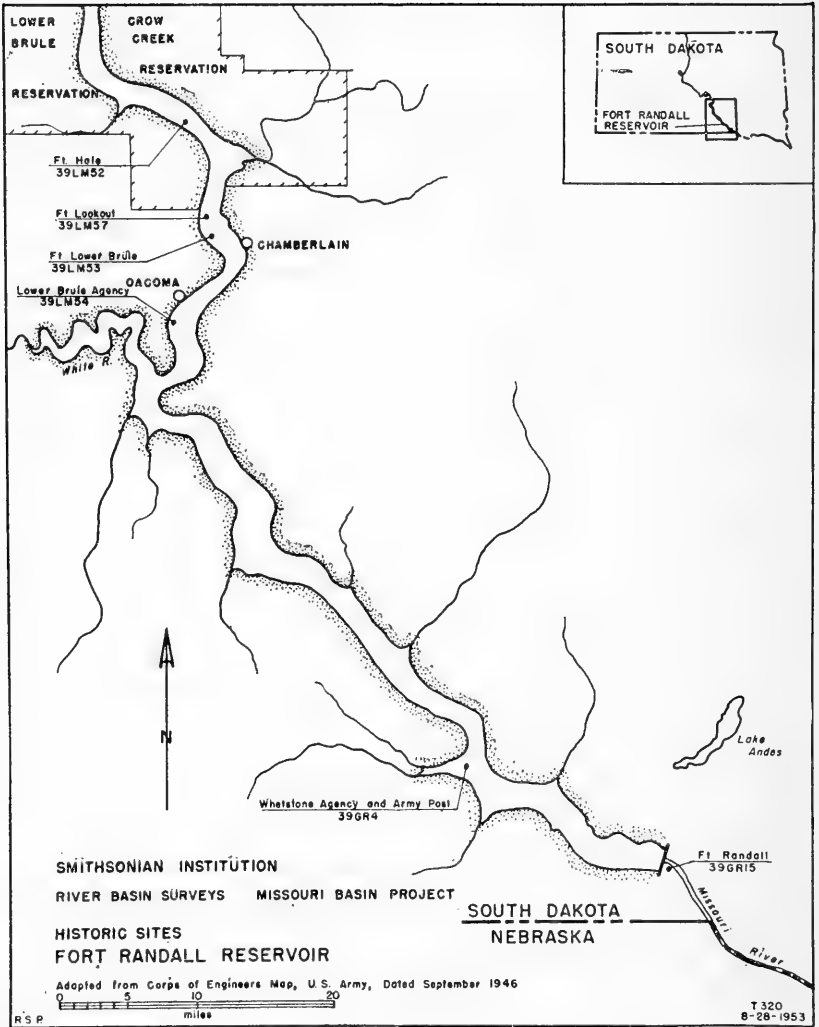 LOWER
BRULE
RESERVATION
CROW
CREEK
RESERVATION
SOUTH DAKOTA
FORT RANDALL
RESERVOIR
Ft. Hale
39LM52
Ft Lookout
39LM57
Ft Lower Brule
39LM53
CHAMBERLAIN
OACOMA
Lower Brule Agency
39LM54
White R.
N
Lake
Andes
Whetstone Agency and Army Post
39GR4
Ft Randall
39GR15
Missouri
River
SOUTH DAKOTA
NEBRASKA
SMITHSONIAN INSTITUTION
RIVER BASIN SURVEYS MISSOURI BASIN PROJECT
HISTORIC SITES
FORT RANDALL RESERVOIR
Adapted from Corps of Engineers Map, U.S. Army, Dated September 1946
0 5 10 20
miles
R S P.
T 320
8-28-1953